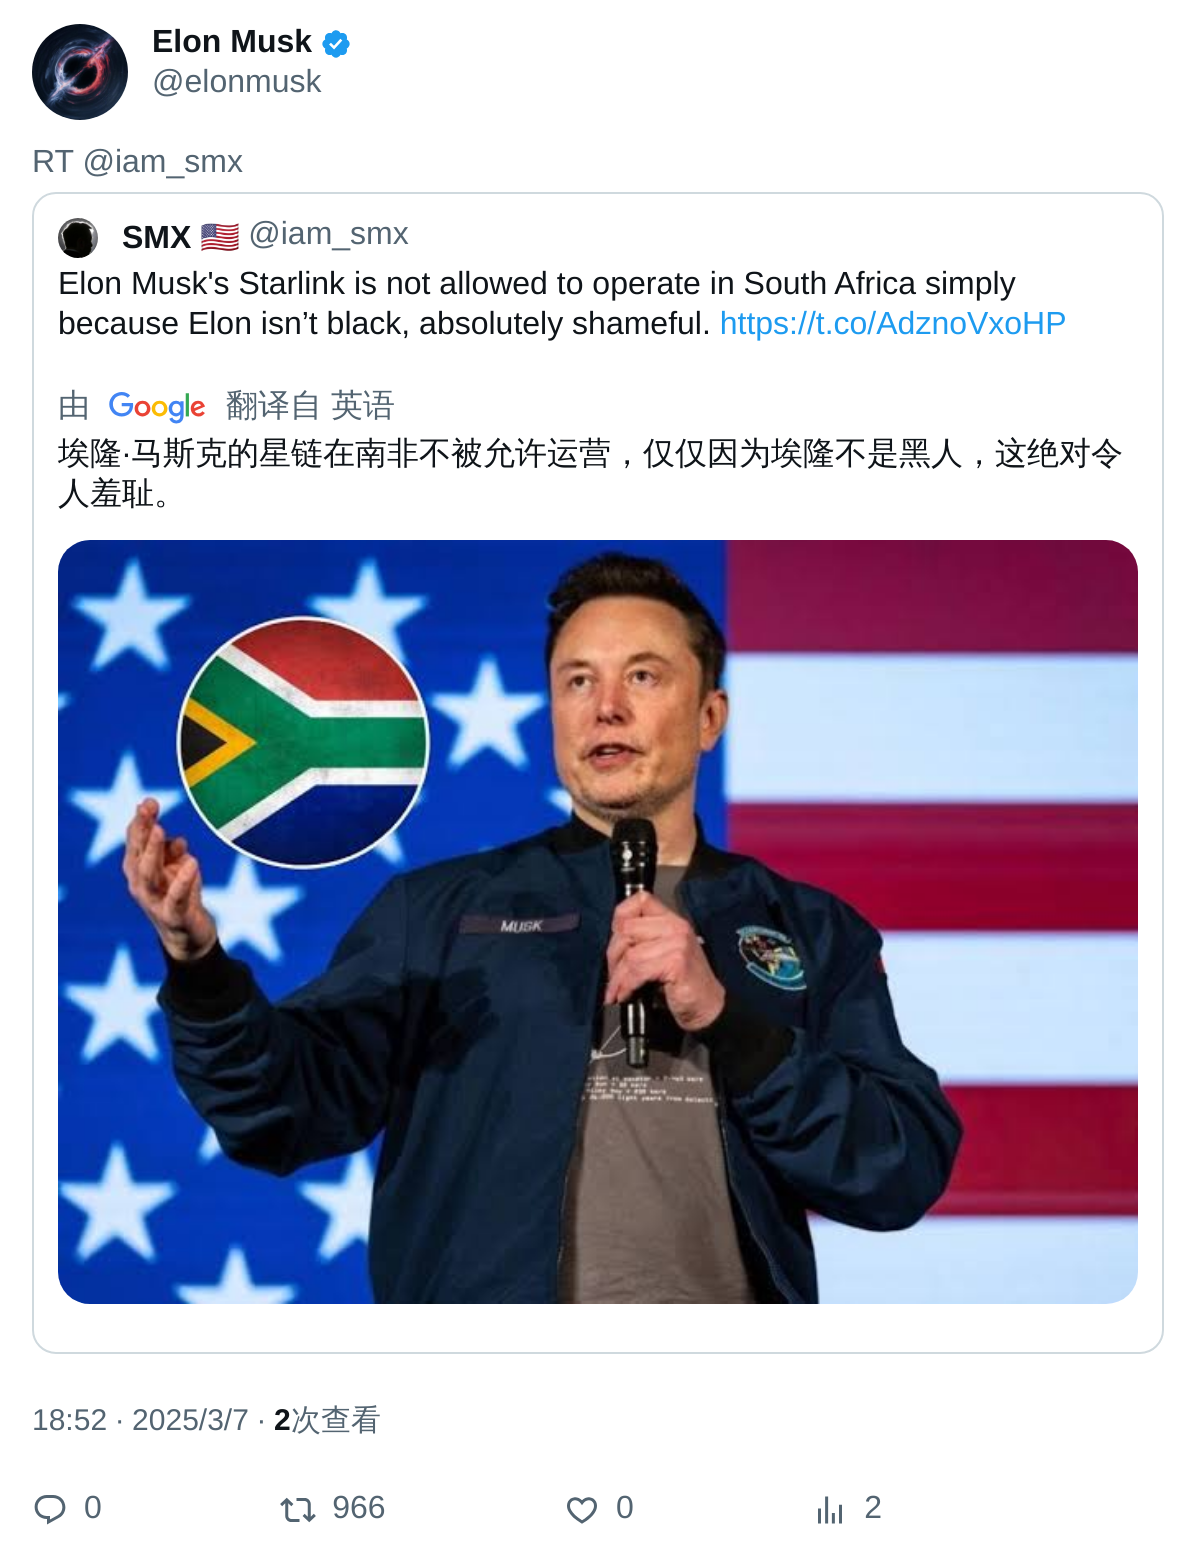 Elon Musk
@elonmusk
RT @iam_smx
SMX 🇺🇸 @iam_smx
Elon Musk's Starlink is not allowed to operate in South Africa simply
because Elon isn’t black, absolutely shameful. https://t.co/AdznoVxoHP
由 Google 翻译自 英语
埃隆·马斯克的星链在南非不被允许运营，仅仅因为埃隆不是黑人，这绝对令
人羞耻。
MUSK
18:52 · 2025/3/7 · 2次查看
0 966 0 2